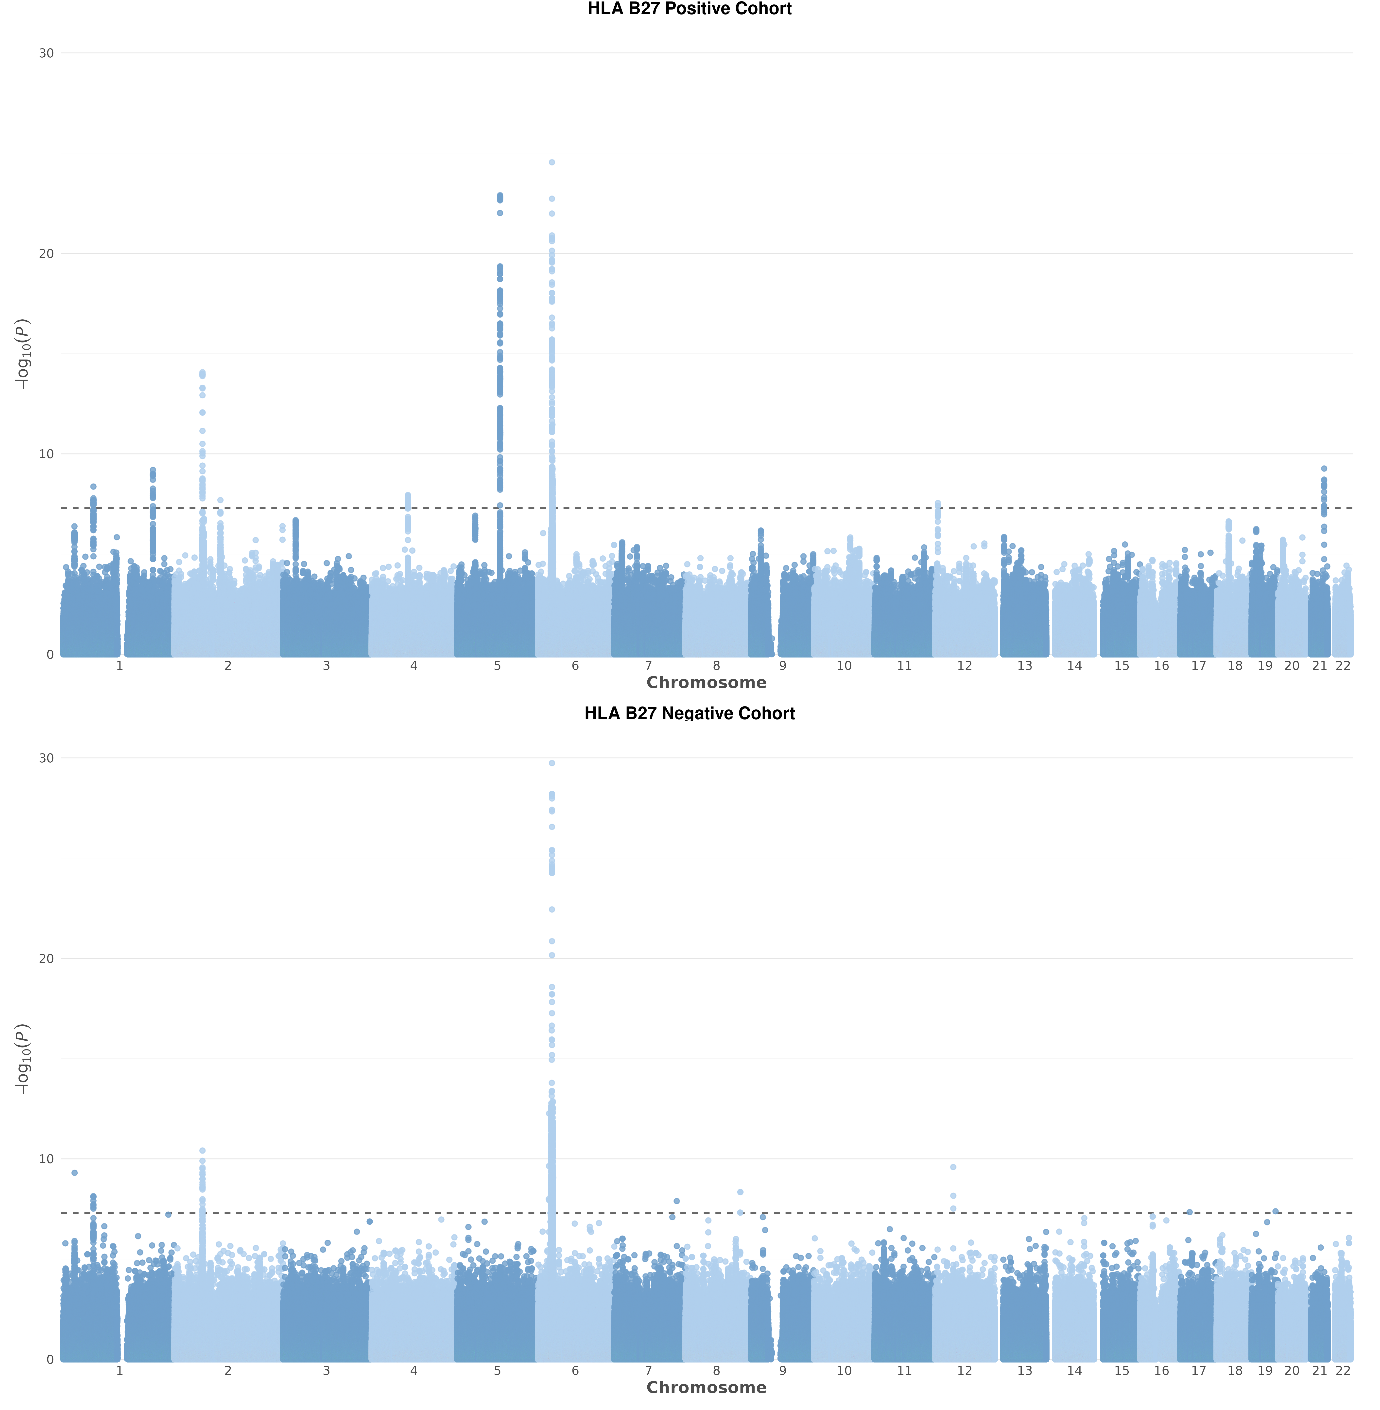 HLA B27 Positive Cohort
30
20
10
0
–log10(P)
1 2 3 4 5 6 7 8 9 10 11 12 13 14 15 16 17 18 19 20 21 22
Chromosome
HLA B27 Negative Cohort
30
20
10
0
–log10(P)
1 2 3 4 5 6 7 8 9 10 11 12 13 14 15 16 17 18 19 20 21 22
Chromosome